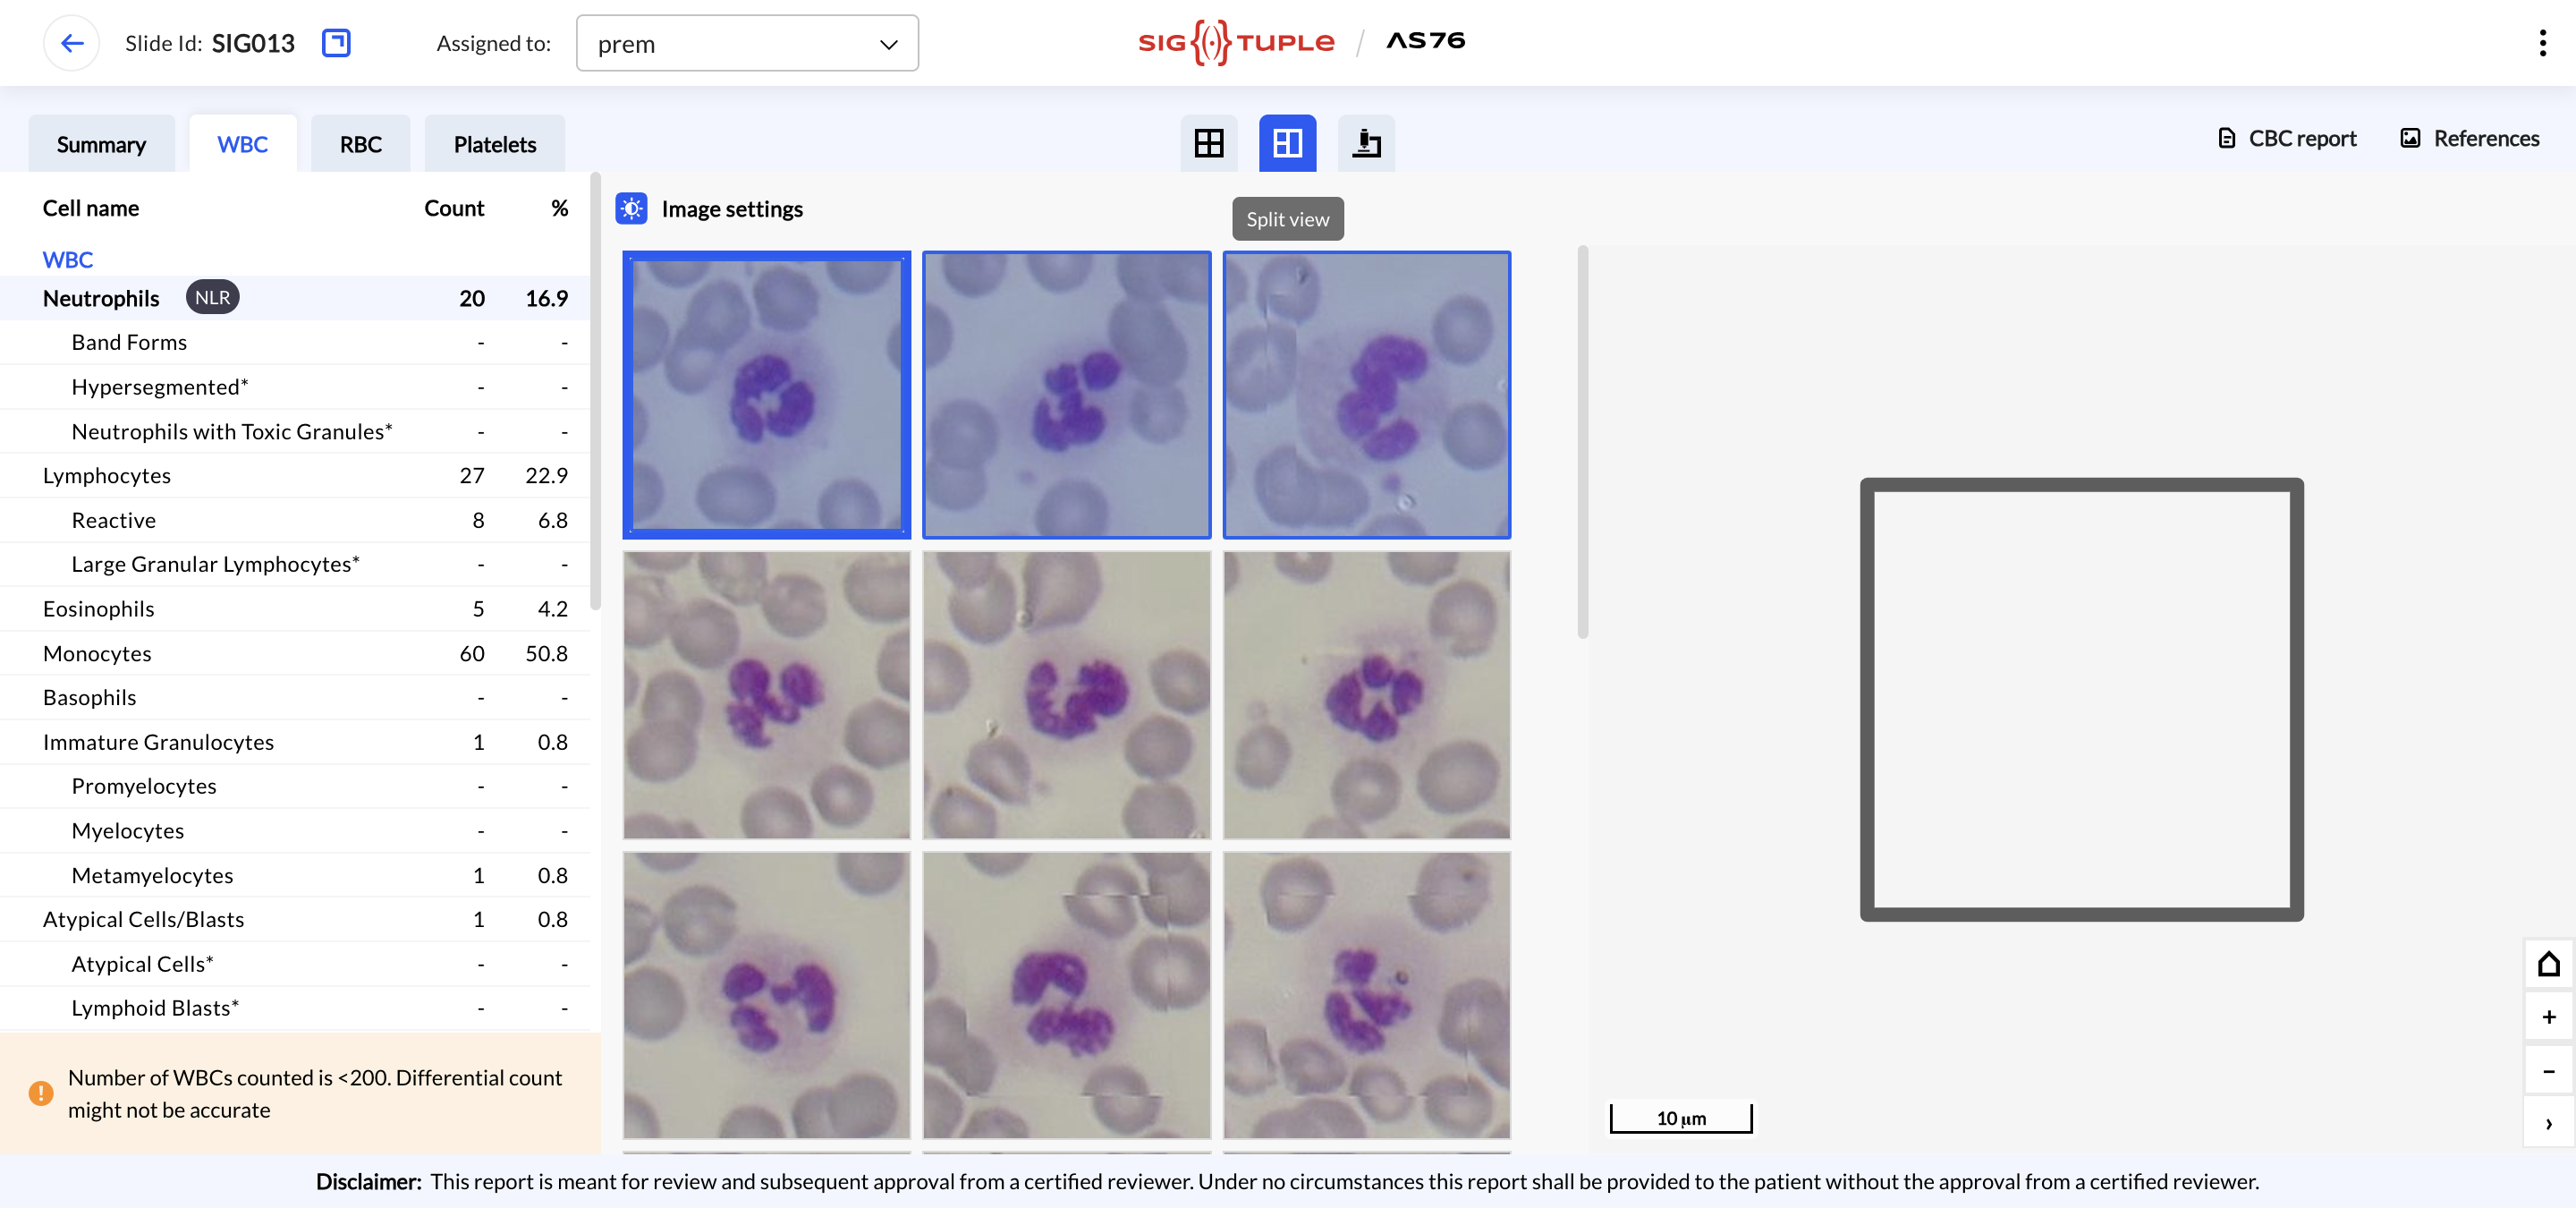 Slide Id: SIG013
Assigned to: prem
SIG TUPLE / AS76
Summary WBC RBC Platelets
CBC report References
Cell name Count %
Image settings
Split view
WBC
Neutrophils NLR 20 16.9
Band Forms - -
Hypersegmented* - -
Neutrophils with Toxic Granules* - -
Lymphocytes 27 22.9
Reactive 8 6.8
Large Granular Lymphocytes* - -
Eosinophils 5 4.2
Monocytes 60 50.8
Basophils - -
Immature Granulocytes 1 0.8
Promyelocytes - -
Myelocytes - -
Metamyelocytes 1 0.8
Atypical Cells/Blasts 1 0.8
Atypical Cells* - -
Lymphoid Blasts* - -
Number of WBCs counted is <200. Differential count
might not be accurate
10 µm
Disclaimer: This report is meant for review and subsequent approval from a certified reviewer. Under no circumstances this report shall be provided to the patient without the approval from a certified reviewer.